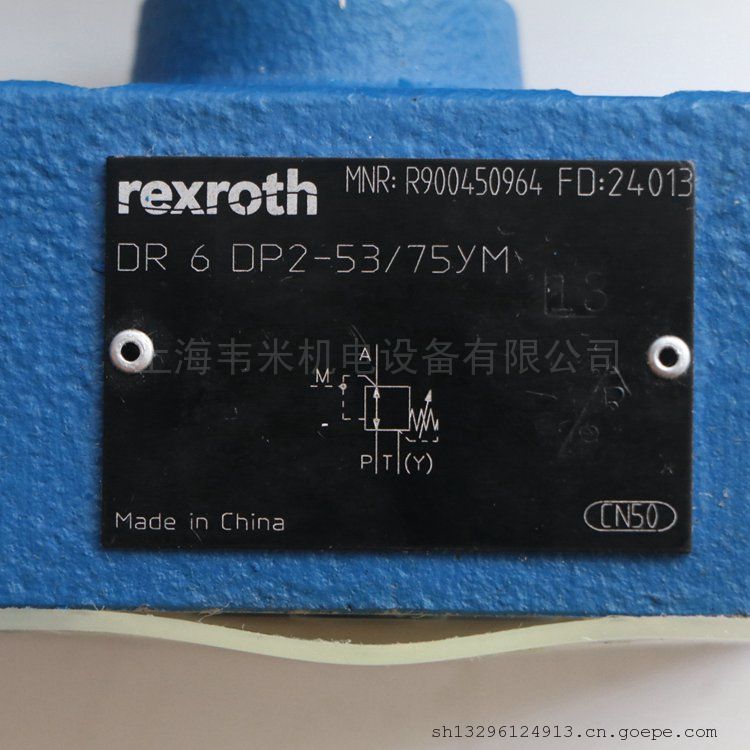 rexroth MNR: R900450964 FD:24013
DR 6 DP2-53/75YM
上海韦米机电设备有限公司
A
M
P T (Y)
Made in China
CN50
sh13296124913.cn.goepe.com